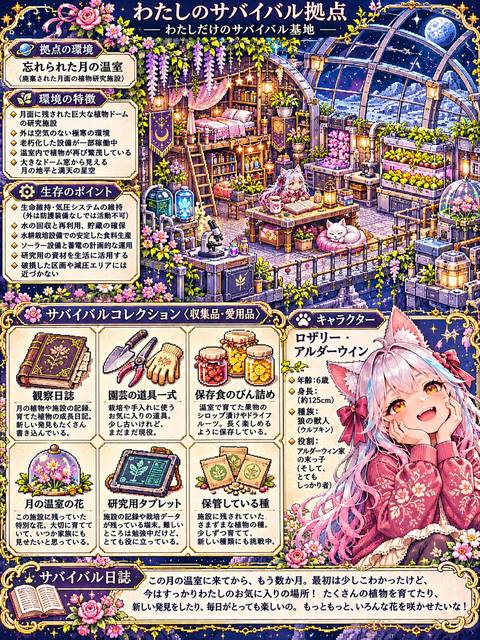 わたしのサバイバル拠点
わたしだけのサバイバル基地
拠点の環境
忘れられた月の温室
(廃棄された月面の植物研究施設)
環境の特徴
月面に残された巨大な植物ドーム
の研究施設
外は空気のない極寒の環境
老朽化した設備が一部稼働中
温室内で植物が再び繁茂している
大きなドーム窓から見える
月の地平と満天の星空
生存のポイント
生命維持・気圧システムの維持
(外は防護装備なしでは活動不可)
水の回収と再利用、貯蔵の確保
水耕栽培設備での安定した食料生産
ソーラー設備と蓄電の計画的な運用
研究用の資材を生活に活用する
破損した区画や減圧エリアには
近づかない
サバイバルコレクション〈収集品・愛用品〉
観察日誌
月の植物や施設の記録、
育てた植物の成長日記。
新しい発見もたくさん
書き込んでいる。
園芸の道具一式
栽培や手入れに使う
お気に入りの道具。
少し古いけれど、
まだまだ現役。
保存食のびん詰め
温室で育てた果物の
シロップ漬けやドライ
フルーツ。長く楽しめる
ように保存している。
月の温室の花
この施設に残っていた
特別な花。大切に育てて
いて、いつか家族にも
見せたいと思っている。
研究用タブレット
施設の記録や栽培データ
が残っている端末。難しい
ところは勉強中だけど、
とても役に立っている。
保管している種
施設に残されていた
さまざまな植物の種。
少しずつ育てて、
新しい種類にも挑戦中。
キャラクター
ロザリー・
アルダーウイン
年齢:6歳
身長:
(約125cm)
種族:
狼の獣人
(ウルフキン)
役割:
アルダーウィン家
の末っ子
(そして、
とても
しっかり者)
サバイバル日誌
この月の温室に来てから、もう数か月。最初は少しこわかったけど、
今はすっかりわたしのお気に入りの場所! たくさんの植物を育てたり、
新しい発見をしたり、毎日がとても楽しいの。 もっともっと、いろんな花を咲かせたいな!